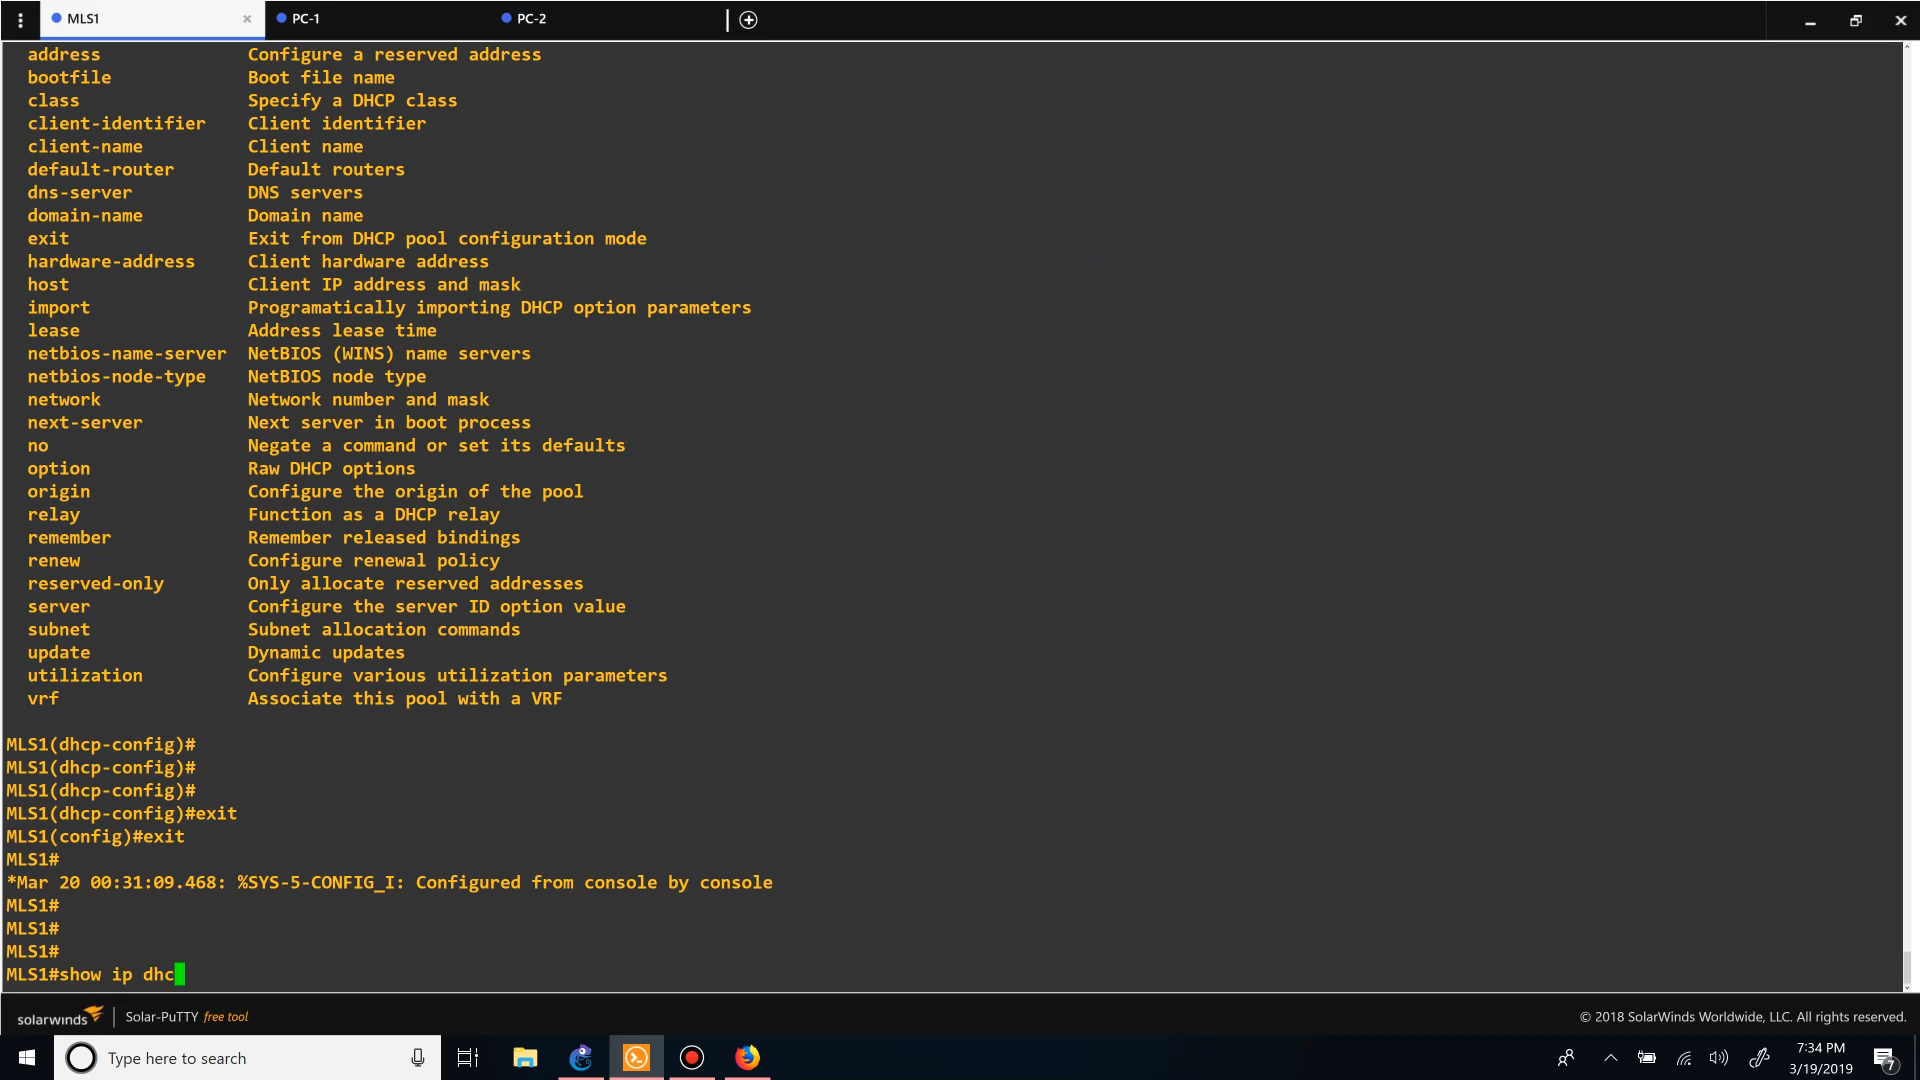 MLS1 × PC-1 PC-2
address Configure a reserved address
bootfile Boot file name
class Specify a DHCP class
client-identifier Client identifier
client-name Client name
default-router Default routers
dns-server DNS servers
domain-name Domain name
exit Exit from DHCP pool configuration mode
hardware-address Client hardware address
host Client IP address and mask
import Programatically importing DHCP option parameters
lease Address lease time
netbios-name-server NetBIOS (WINS) name servers
netbios-node-type NetBIOS node type
network Network number and mask
next-server Next server in boot process
no Negate a command or set its defaults
option Raw DHCP options
origin Configure the origin of the pool
relay Function as a DHCP relay
remember Remember released bindings
renew Configure renewal policy
reserved-only Only allocate reserved addresses
server Configure the server ID option value
subnet Subnet allocation commands
update Dynamic updates
utilization Configure various utilization parameters
vrf Associate this pool with a VRF
MLS1(dhcp-config)#
MLS1(dhcp-config)#
MLS1(dhcp-config)#
MLS1(dhcp-config)#exit
MLS1(config)#exit
MLS1#
*Mar 20 00:31:09.468: %SYS-5-CONFIG_I: Configured from console by console
MLS1#
MLS1#
MLS1#
MLS1#show ip dhc
solarwinds Solar-PuTTY free tool © 2018 SolarWinds Worldwide, LLC. All rights reserved.
Type here to search 7:34 PM
3/19/2019 7